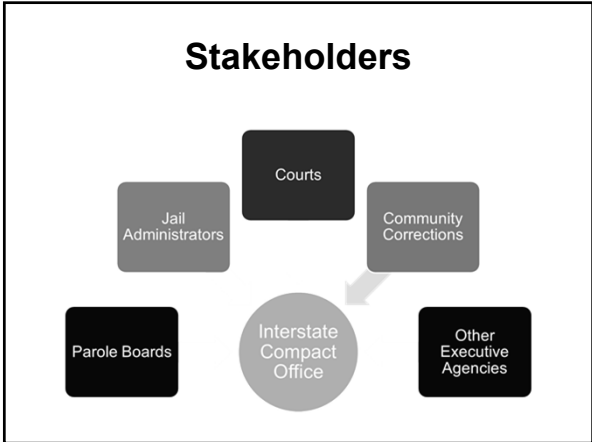 Stakeholders
Courts
Jail
Administrators
Community
Corrections
Parole Boards
Interstate
Compact
Office
Other
Executive
Agencies